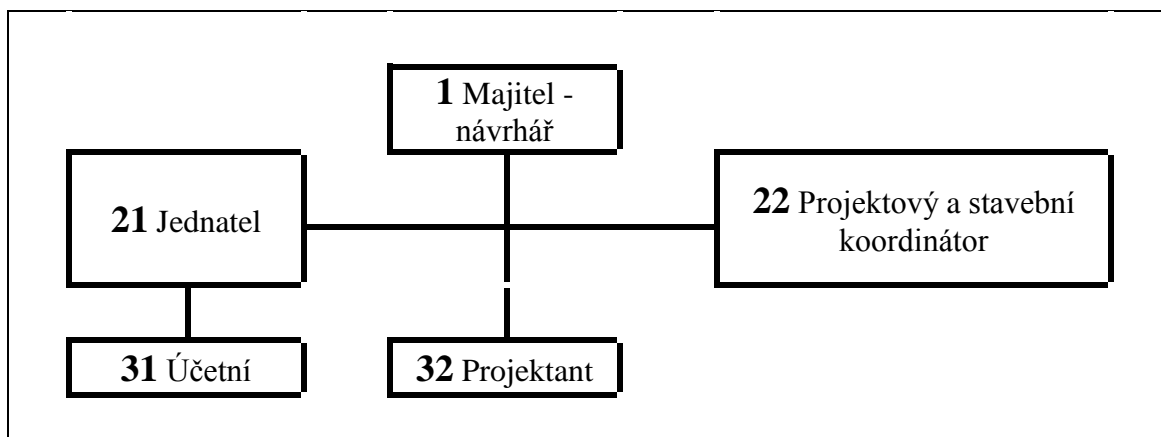 1 Majitel -
návrhář
21 Jednatel
22 Projektový a stavební
koordinátor
31 Účetní
32 Projektant